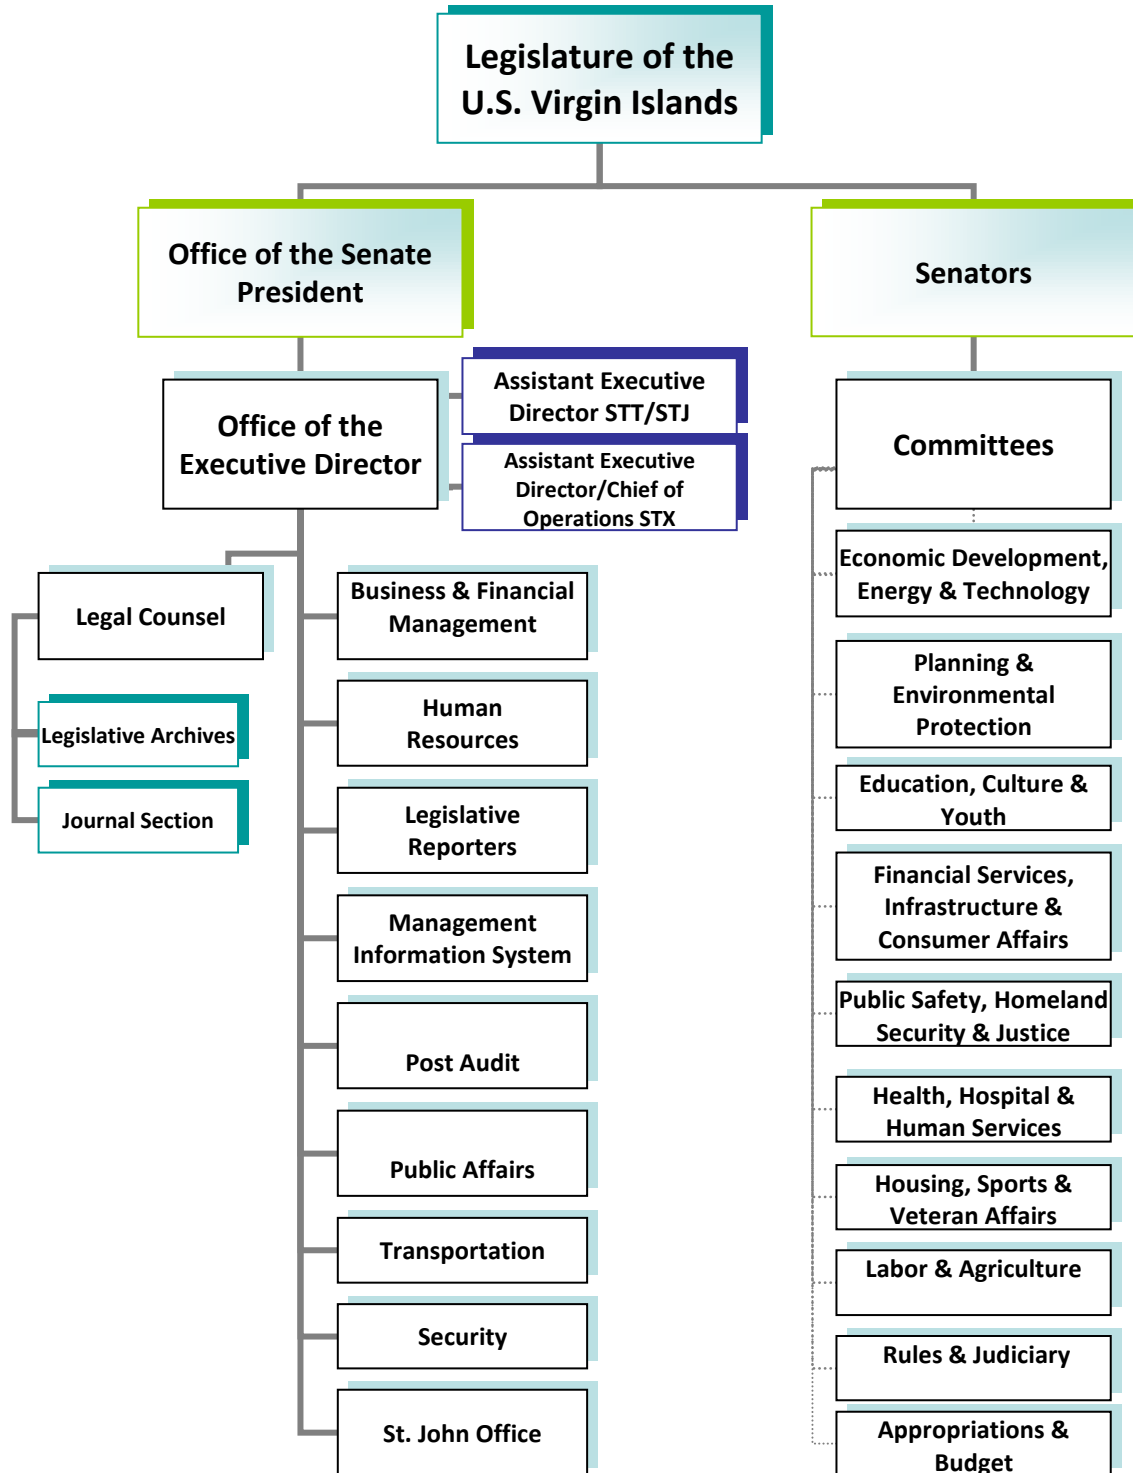 Legislature of the
U.S. Virgin Islands
Office of the Senate
President
Senators
Office of the
Executive Director
Assistant Executive
Director STT/STJ
Assistant Executive
Director/Chief of
Operations STX
Committees
Legal Counsel
Legislative Archives
Journal Section
Business & Financial
Management
Human
Resources
Legislative
Reporters
Management
Information System
Post Audit
Public Affairs
Transportation
Security
St. John Office
Economic Development,
Energy & Technology
Planning &
Environmental
Protection
Education, Culture &
Youth
Financial Services,
Infrastructure &
Consumer Affairs
Public Safety, Homeland
Security & Justice
Health, Hospital &
Human Services
Housing, Sports &
Veteran Affairs
Labor & Agriculture
Rules & Judiciary
Appropriations &
Budget